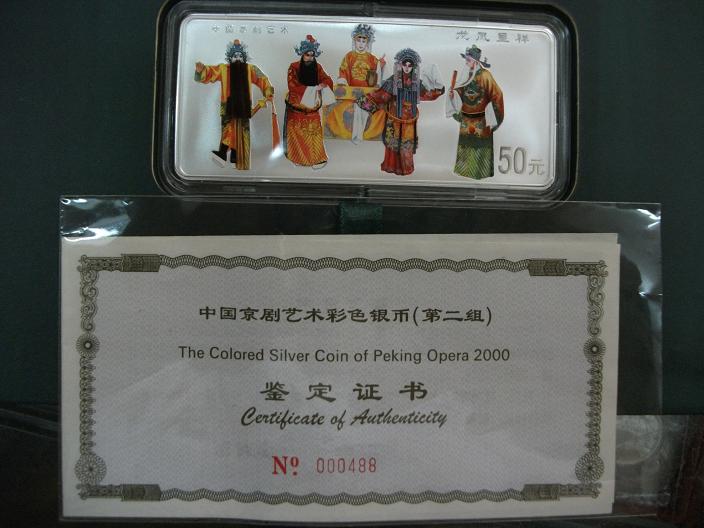 中国京剧艺术
龙凤呈祥
50元
中国京剧艺术彩色银币(第二组)
The Colored Silver Coin of Peking Opera 2000
鉴定证书
Certificate of Authenticity
Nº 000488